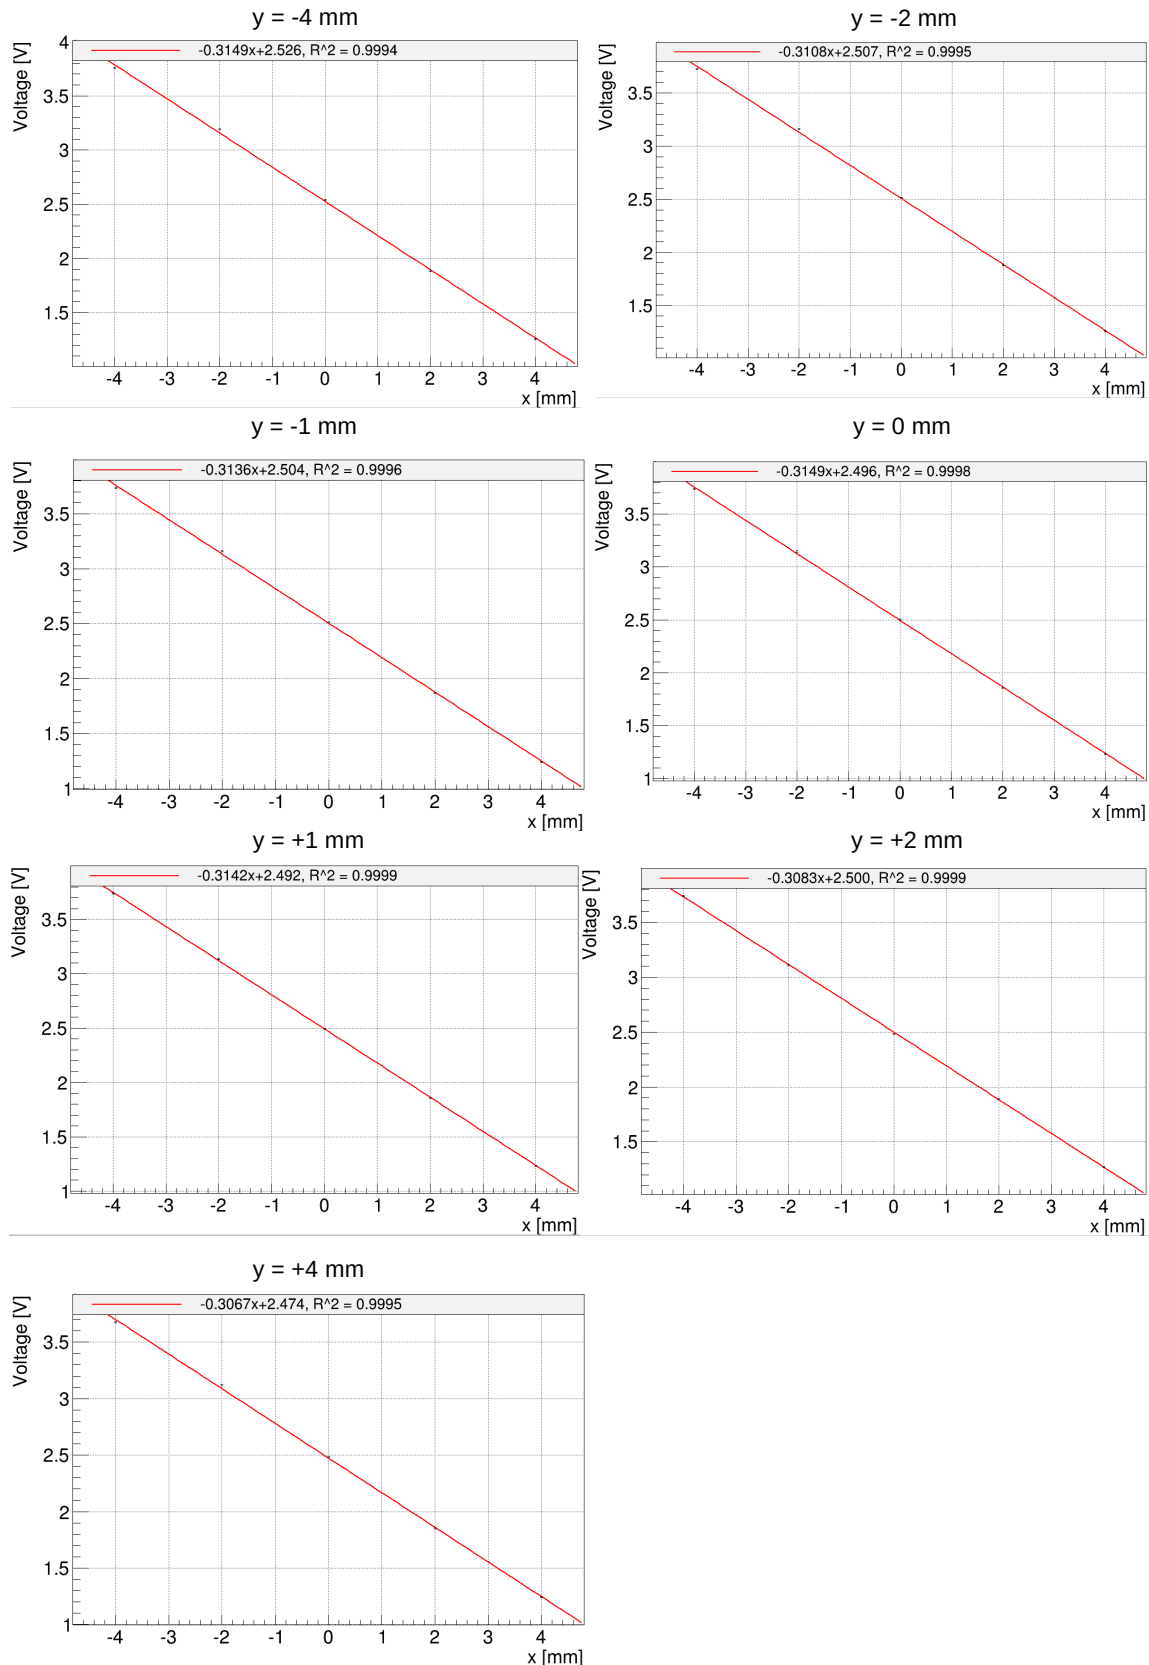 y = -4 mm
-0.3149x+2.526, R^2 = 0.9994
Voltage [V]
4
3.5
3
2.5
2
1.5
-4 -3 -2 -1 0 1 2 3 4
x [mm]
y = -2 mm
-0.3108x+2.507, R^2 = 0.9995
Voltage [V]
3.5
3
2.5
2
1.5
-4 -3 -2 -1 0 1 2 3 4
x [mm]
y = -1 mm
-0.3136x+2.504, R^2 = 0.9996
Voltage [V]
3.5
3
2.5
2
1.5
1
-4 -3 -2 -1 0 1 2 3 4
x [mm]
y = 0 mm
-0.3149x+2.496, R^2 = 0.9998
Voltage [V]
3.5
3
2.5
2
1.5
1
-4 -3 -2 -1 0 1 2 3 4
x [mm]
y = +1 mm
-0.3142x+2.492, R^2 = 0.9999
Voltage [V]
3.5
3
2.5
2
1.5
1
-4 -3 -2 -1 0 1 2 3 4
x [mm]
y = +2 mm
-0.3083x+2.500, R^2 = 0.9999
Voltage [V]
3.5
3
2.5
2
1.5
-4 -3 -2 -1 0 1 2 3 4
x [mm]
y = +4 mm
-0.3067x+2.474, R^2 = 0.9995
Voltage [V]
3.5
3
2.5
2
1.5
1
-4 -3 -2 -1 0 1 2 3 4
x [mm]